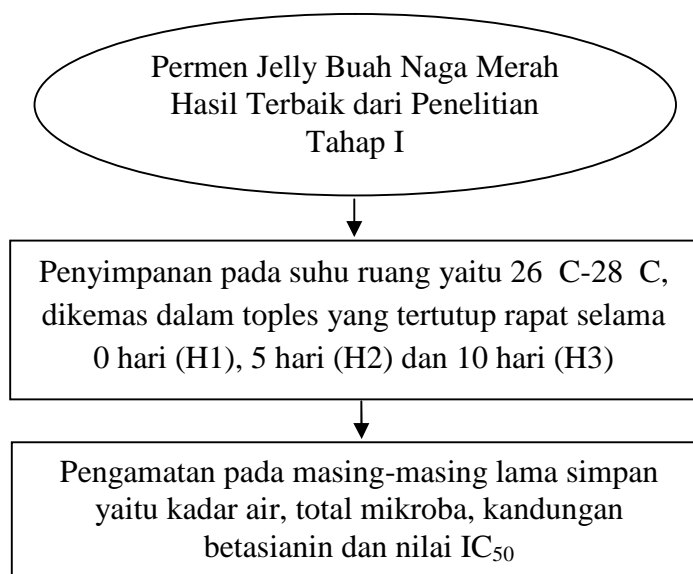 Permen Jelly Buah Naga Merah
Hasil Terbaik dari Penelitian
Tahap I
Penyimpanan pada suhu ruang yaitu 26 C-28 C,
dikemas dalam toples yang tertutup rapat selama
0 hari (H1), 5 hari (H2) dan 10 hari (H3)
Pengamatan pada masing-masing lama simpan
yaitu kadar air, total mikroba, kandungan
betasianin dan nilai IC₅₀